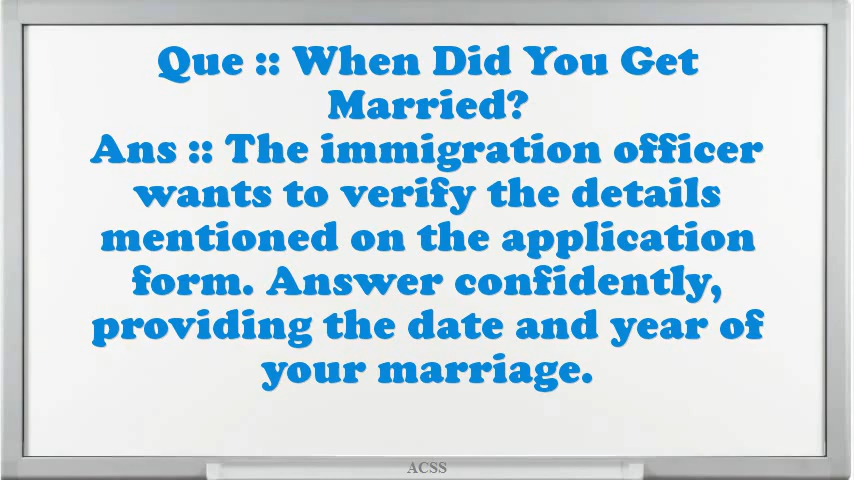 Que :: When Did You Get
Married?
Ans :: The immigration officer
wants to verify the details
mentioned on the application
form. Answer confidently,
providing the date and year of
your marriage.
ACSS